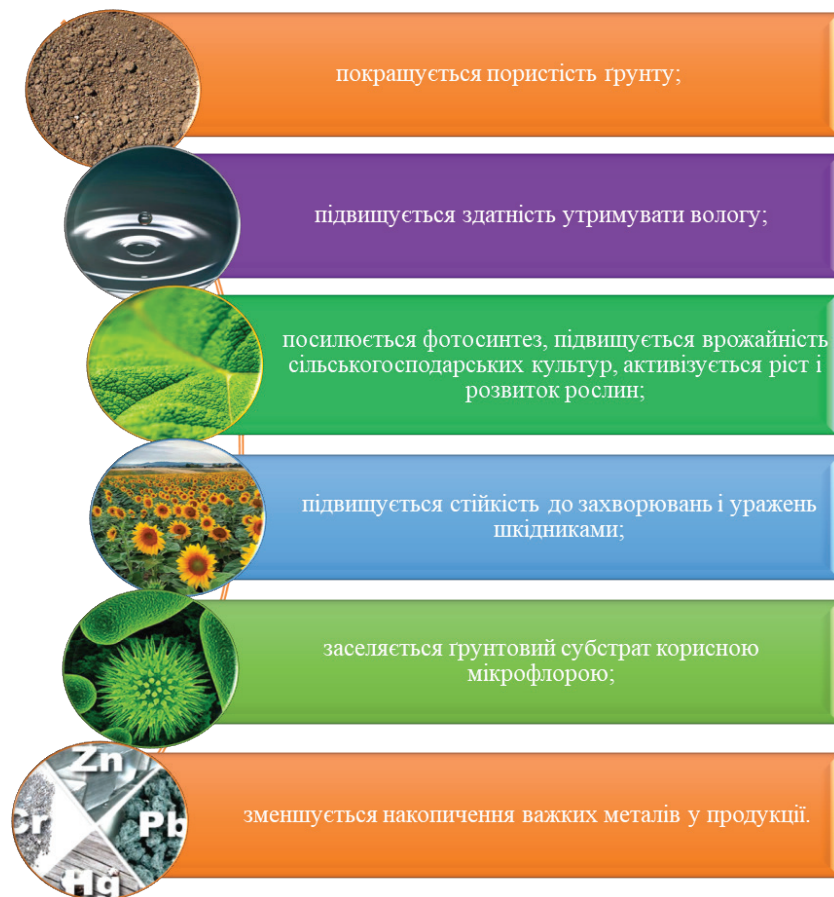 покращується пористість ґрунту;
підвищується здатність утримувати вологу;
посилюється фотосинтез, підвищується врожайність
сільськогосподарських культур, активізується ріст і
розвиток рослин;
підвищується стійкість до захворювань і уражень
шкідниками;
заселяється ґрунтовий субстрат корисною
мікрофлорою;
Zn
Cr
Pb
Hg
зменшується накопичення важких металів у продукції.